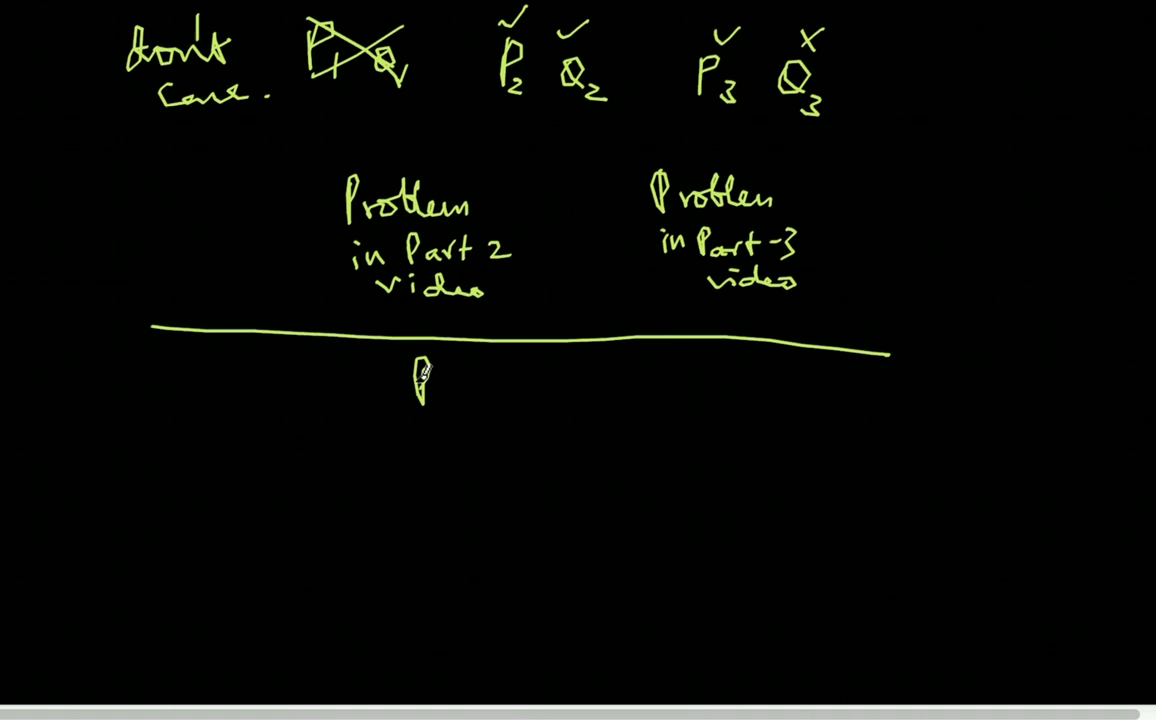 ✓ ✓ ✓ ×
don't P₁ Q₁ P₂ Q₂ P₃ Q₃
care.
Problem Problem
in Part 2 in Part-3
video video
P